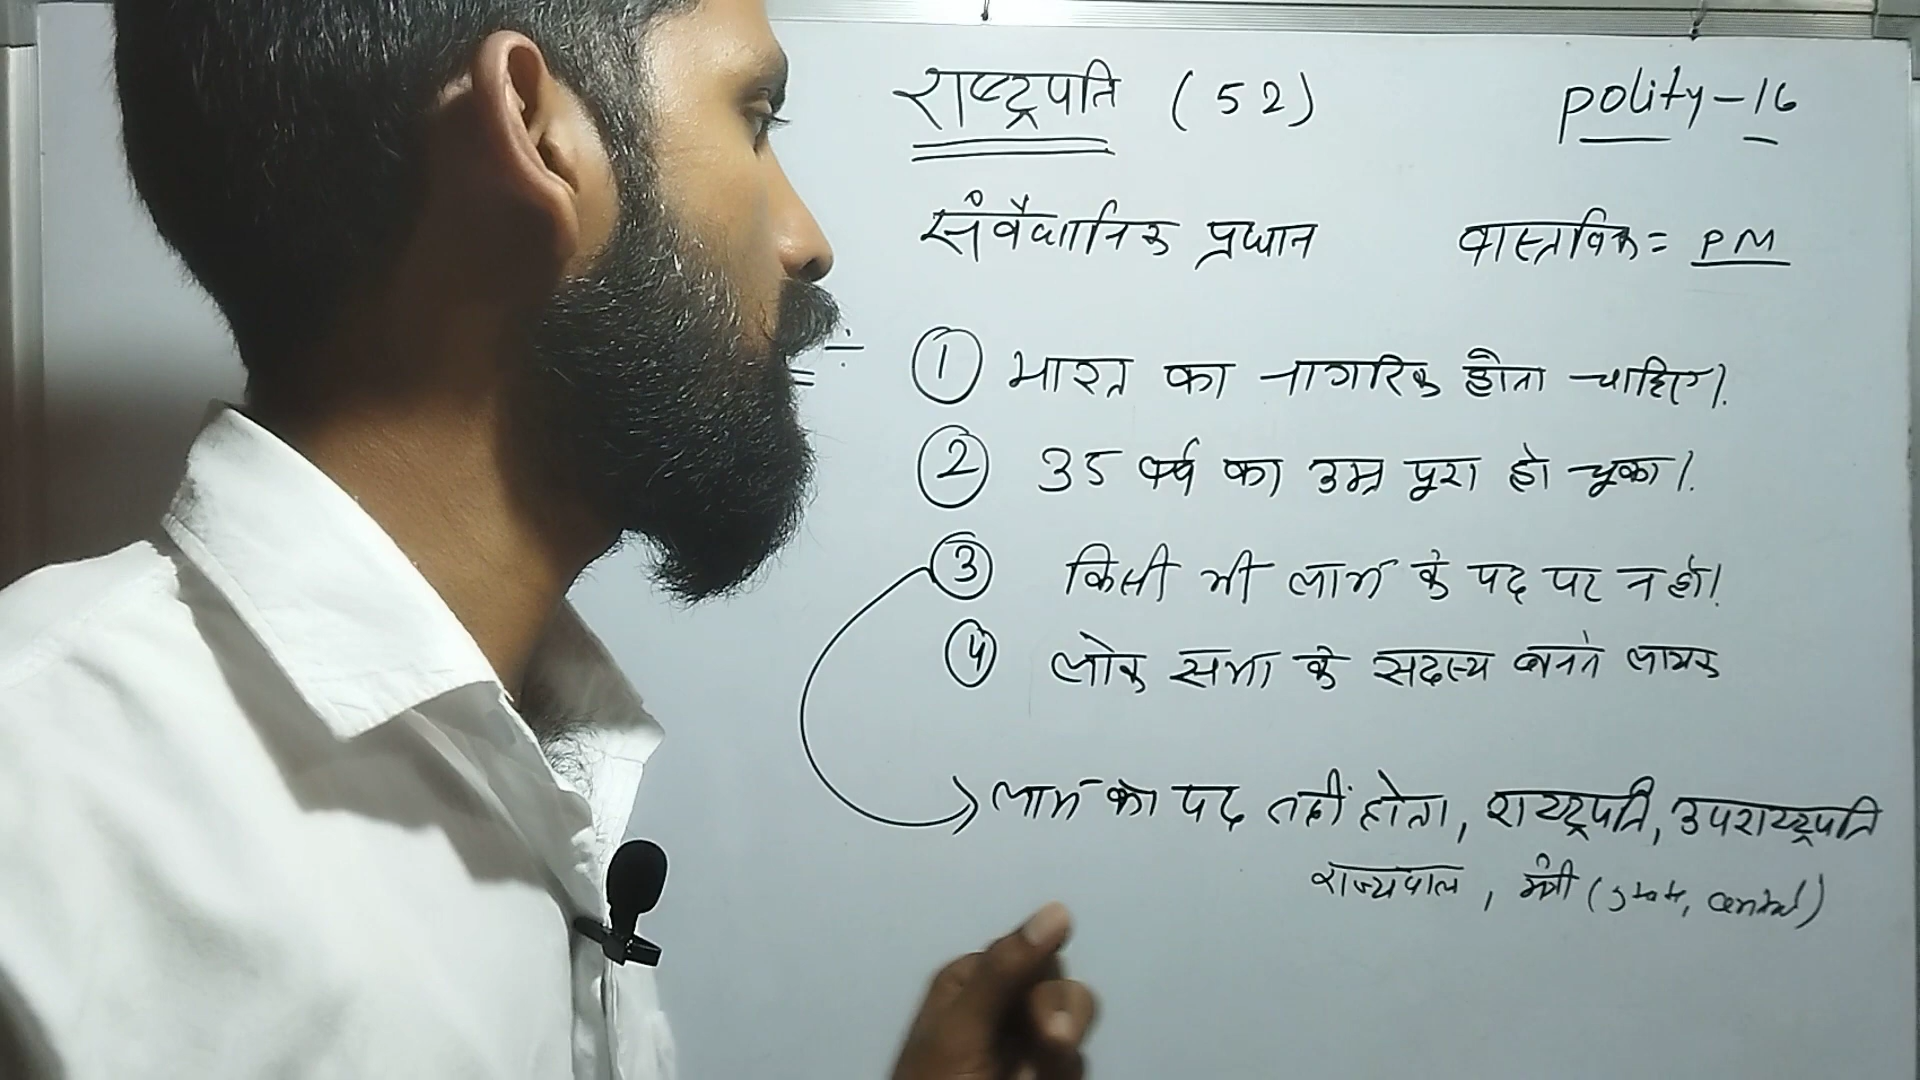 राष्ट्रपति (52) polity-16
संवैधानिक प्रधान वास्तविक = PM
① भारत का नागरिक होना चाहिए।
② 35 वर्ष का उम्र पूरा हो चुका।
③ किसी भी लाभ के पद पर न हो।
④ लोक सभा के सदस्य बनने लायक
लाभ का पद नहीं होता, राष्ट्रपति, उपराष्ट्रपति
राज्यपाल, मंत्री (State, central)